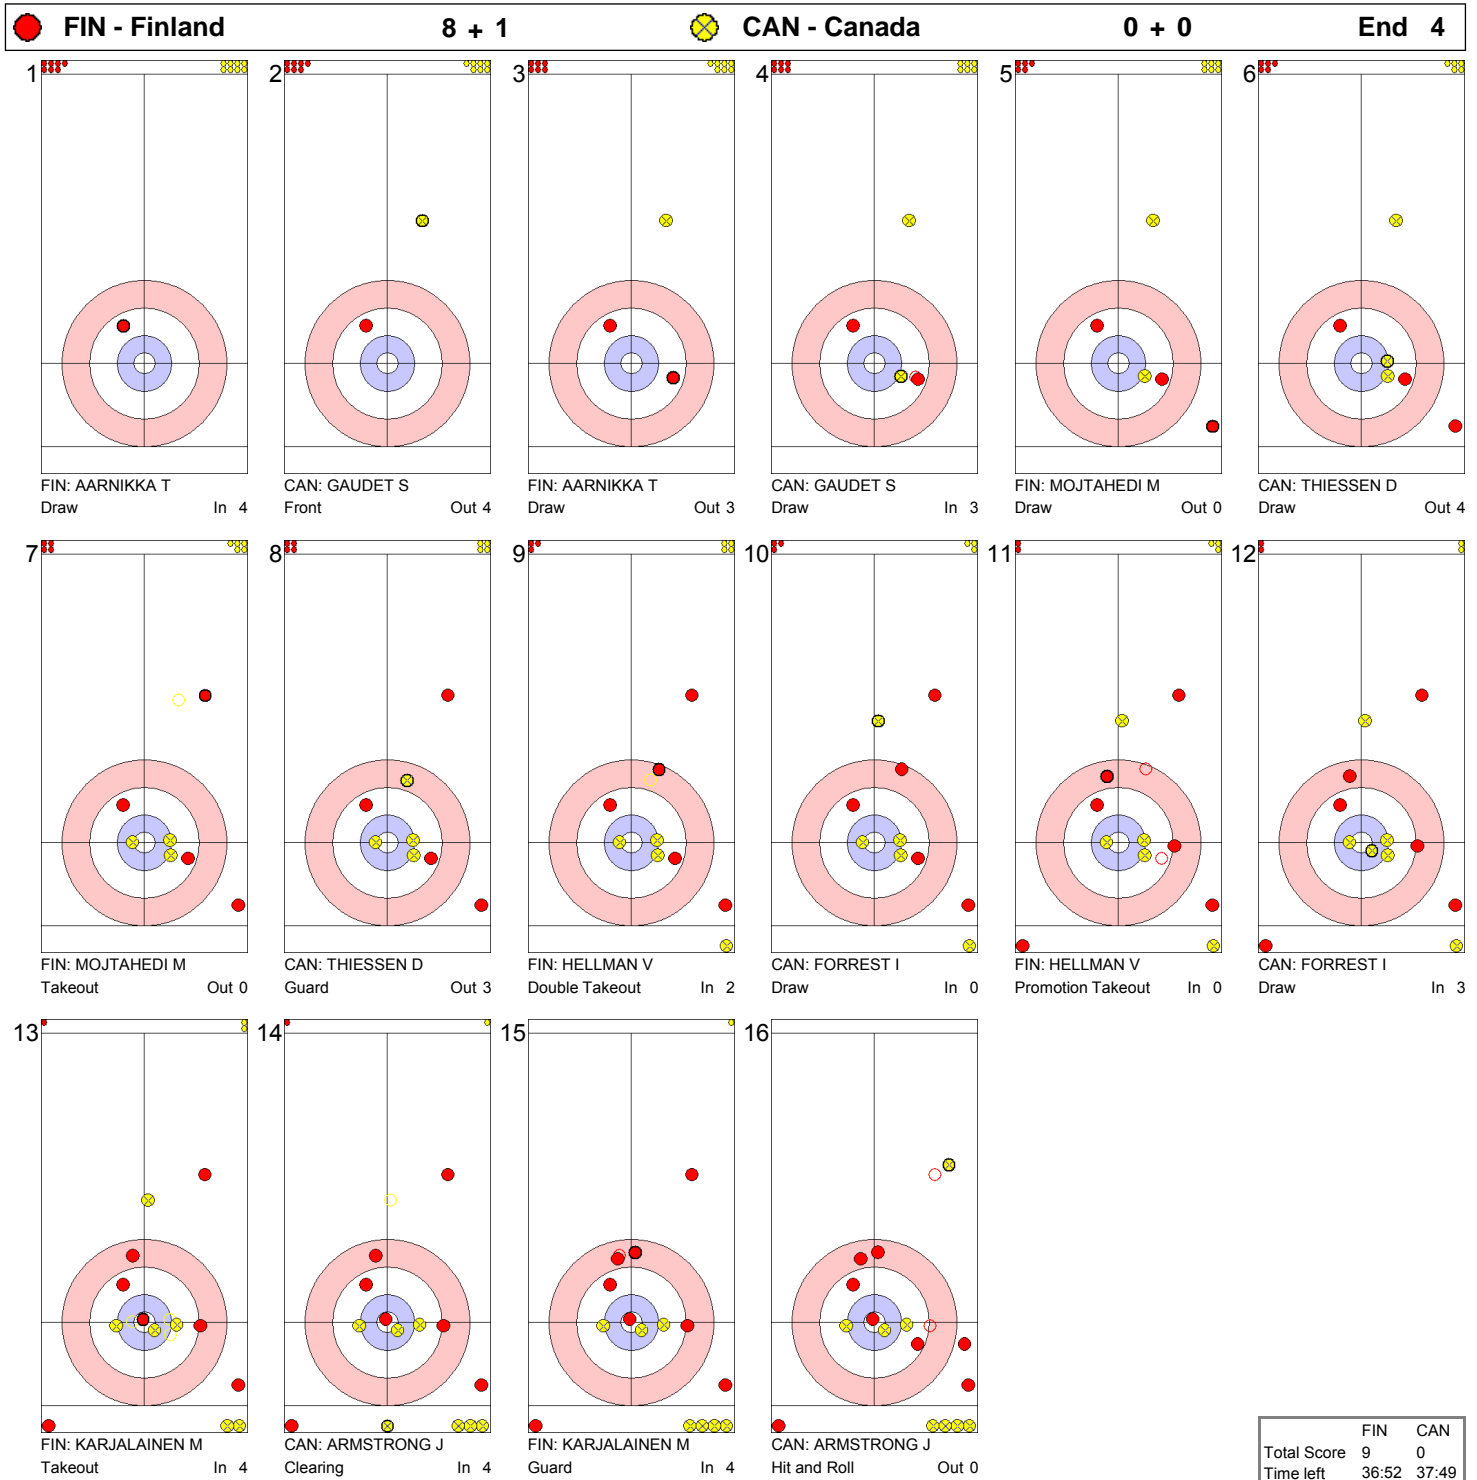 FIN - Finland 8 + 1 CAN - Canada 0 + 0 End 4
1 2 3 4 5 6
FIN: AARNIKKA T CAN: GAUDET S FIN: AARNIKKA T CAN: GAUDET S FIN: MOJTAHEDI M CAN: THIESSEN D
Draw In 4 Front Out 4 Draw Out 3 Draw In 3 Draw Out 0 Draw Out 4
7 8 9 10 11 12
FIN: MOJTAHEDI M CAN: THIESSEN D FIN: HELLMAN V CAN: FORREST I FIN: HELLMAN V CAN: FORREST I
Takeout Out 0 Guard Out 3 Double Takeout In 2 Draw In 0 Promotion Takeout In 0 Draw In 3
13 14 15 16
FIN: KARJALAINEN M CAN: ARMSTRONG J FIN: KARJALAINEN M CAN: ARMSTRONG J
Takeout In 4 Clearing In 4 Guard In 4 Hit and Roll Out 0
FIN CAN
Total Score 9 0
Time left 36:52 37:49